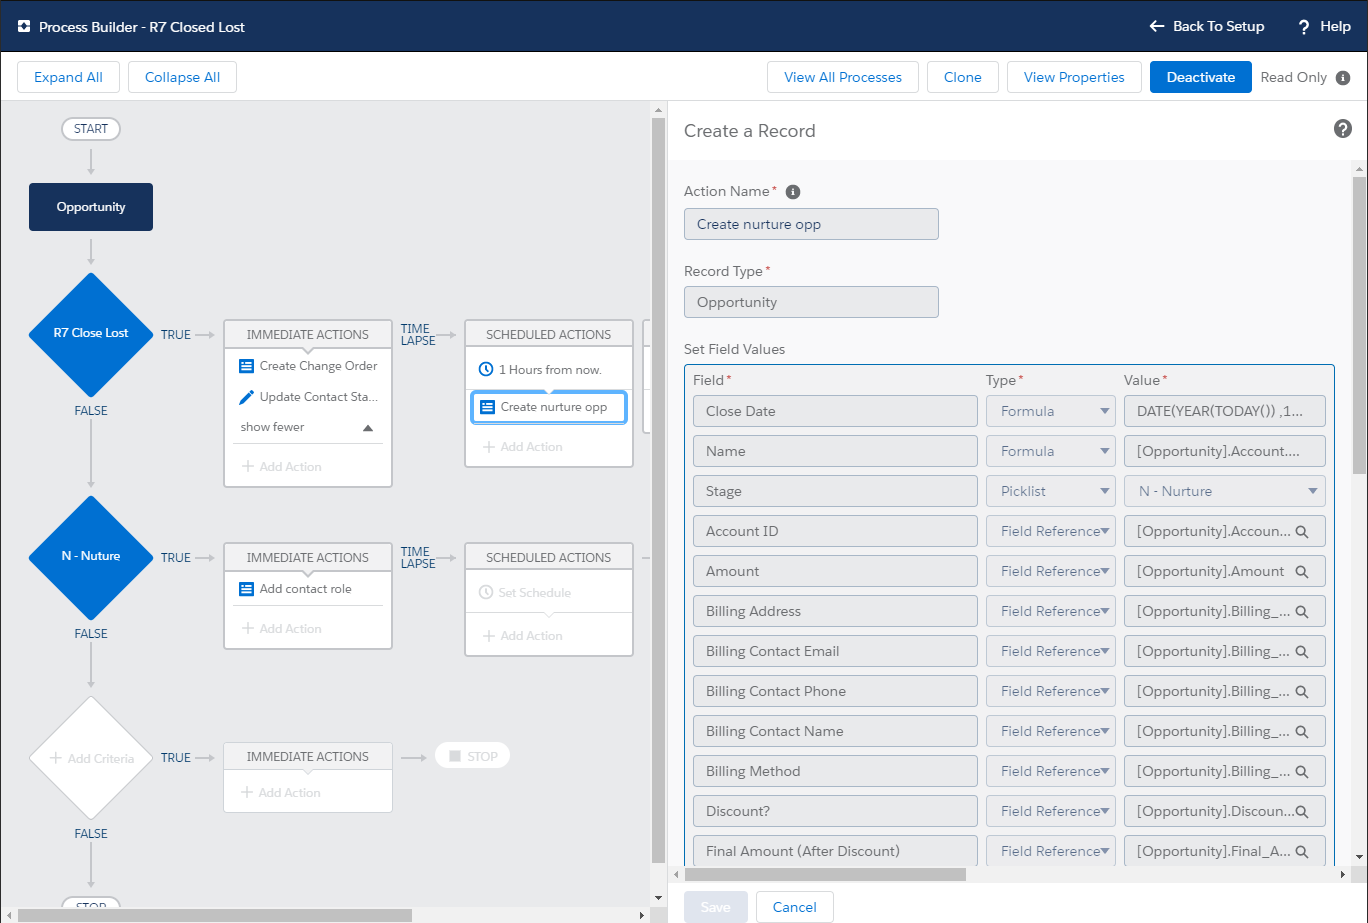 Process Builder - R7 Closed Lost
Back To Setup
Help
Expand All
Collapse All
View All Processes
Clone
View Properties
Deactivate
Read Only
START
Opportunity
R7 Close Lost
TRUE
FALSE
IMMEDIATE ACTIONS
Create Change Order
Update Contact Sta...
show fewer
Add Action
TIME
LAPSE
SCHEDULED ACTIONS
1 Hours from now.
Create nurture opp
Add Action
N - Nuture
TRUE
FALSE
IMMEDIATE ACTIONS
Add contact role
Add Action
TIME
LAPSE
SCHEDULED ACTIONS
Set Schedule
Add Action
Add Criteria
TRUE
FALSE
IMMEDIATE ACTIONS
Add Action
STOP
STOP
Create a Record
Action Name*
Create nurture opp
Record Type*
Opportunity
Set Field Values
Field* Type* Value*
Close Date Formula DATE(YEAR(TODAY()) ,1...
Name Formula [Opportunity].Account....
Stage Picklist N - Nurture
Account ID Field Reference [Opportunity].Accoun...
Amount Field Reference [Opportunity].Amount
Billing Address Field Reference [Opportunity].Billing_...
Billing Contact Email Field Reference [Opportunity].Billing_...
Billing Contact Phone Field Reference [Opportunity].Billing_...
Billing Contact Name Field Reference [Opportunity].Billing_...
Billing Method Field Reference [Opportunity].Billing_...
Discount? Field Reference [Opportunity].Discoun...
Final Amount (After Discount) Field Reference [Opportunity].Final_A...
Save
Cancel